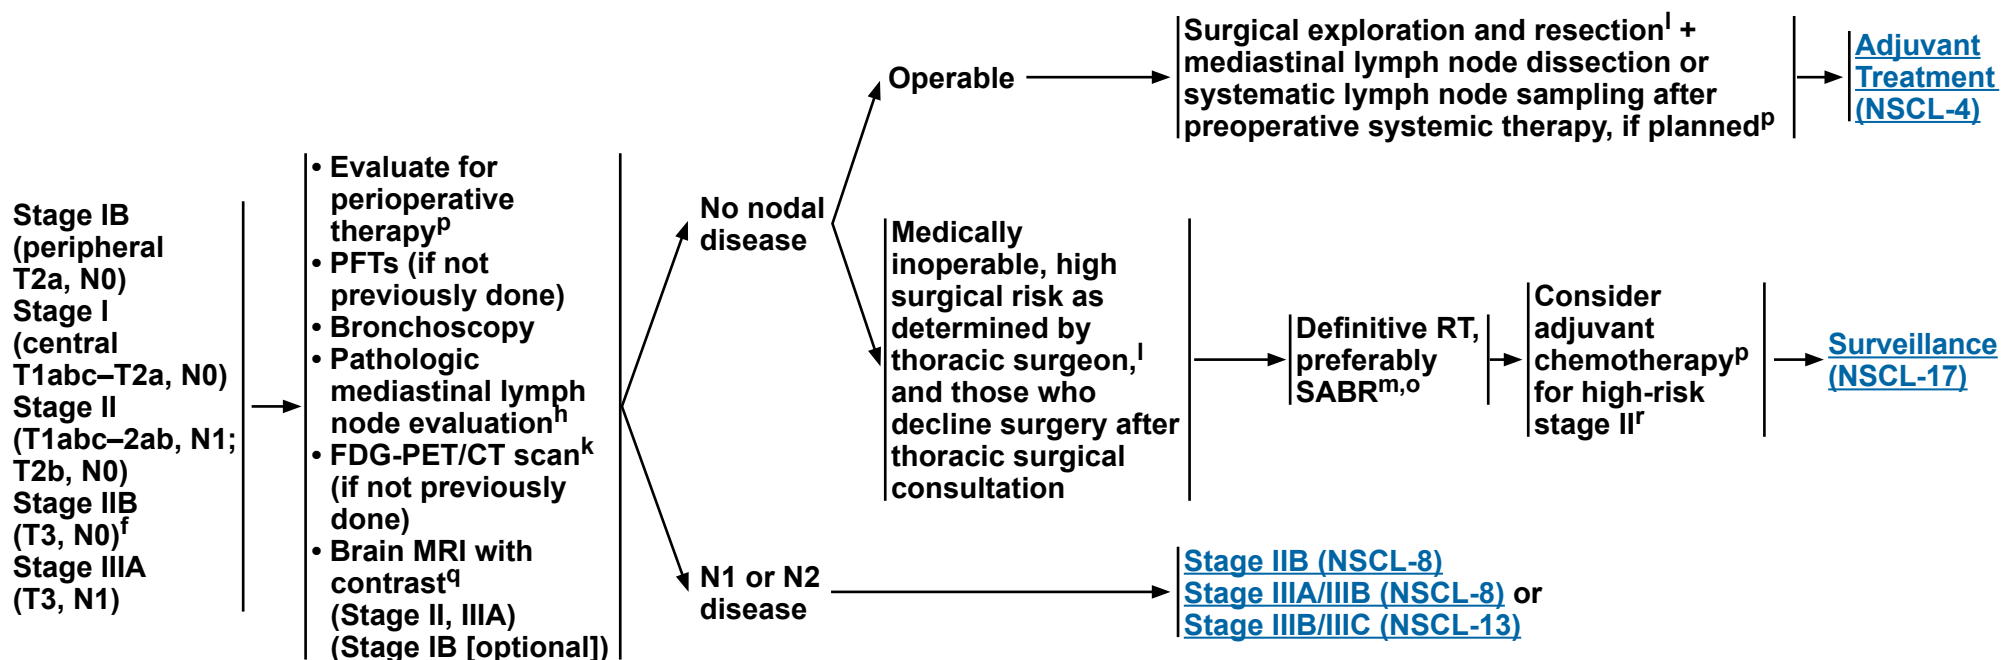 Stage IB
(peripheral
T2a, N0)
Stage I
(central
T1abc–T2a, N0)
Stage II
(T1abc–2ab, N1;
T2b, N0)
Stage IIB
(T3, N0)f
Stage IIIA
(T3, N1)
• Evaluate for
perioperative
therapyp
• PFTs (if not
previously done)
• Bronchoscopy
• Pathologic
mediastinal lymph
node evaluationh
• FDG-PET/CT scank
(if not previously
done)
• Brain MRI with
contrastq
(Stage II, IIIA)
(Stage IB [optional])
No nodal
disease
Operable
Surgical exploration and resectionl +
mediastinal lymph node dissection or
systematic lymph node sampling after
preoperative systemic therapy, if plannedp
Adjuvant
Treatment
(NSCL-4)
Medically
inoperable, high
surgical risk as
determined by
thoracic surgeon,l
and those who
decline surgery after
thoracic surgical
consultation
Definitive RT,
preferably
SABRm,o
Consider
adjuvant
chemotherapyp
for high-risk
stage IIr
Surveillance
(NSCL-17)
N1 or N2
disease
Stage IIB (NSCL-8)
Stage IIIA/IIIB (NSCL-8) or
Stage IIIB/IIIC (NSCL-13)